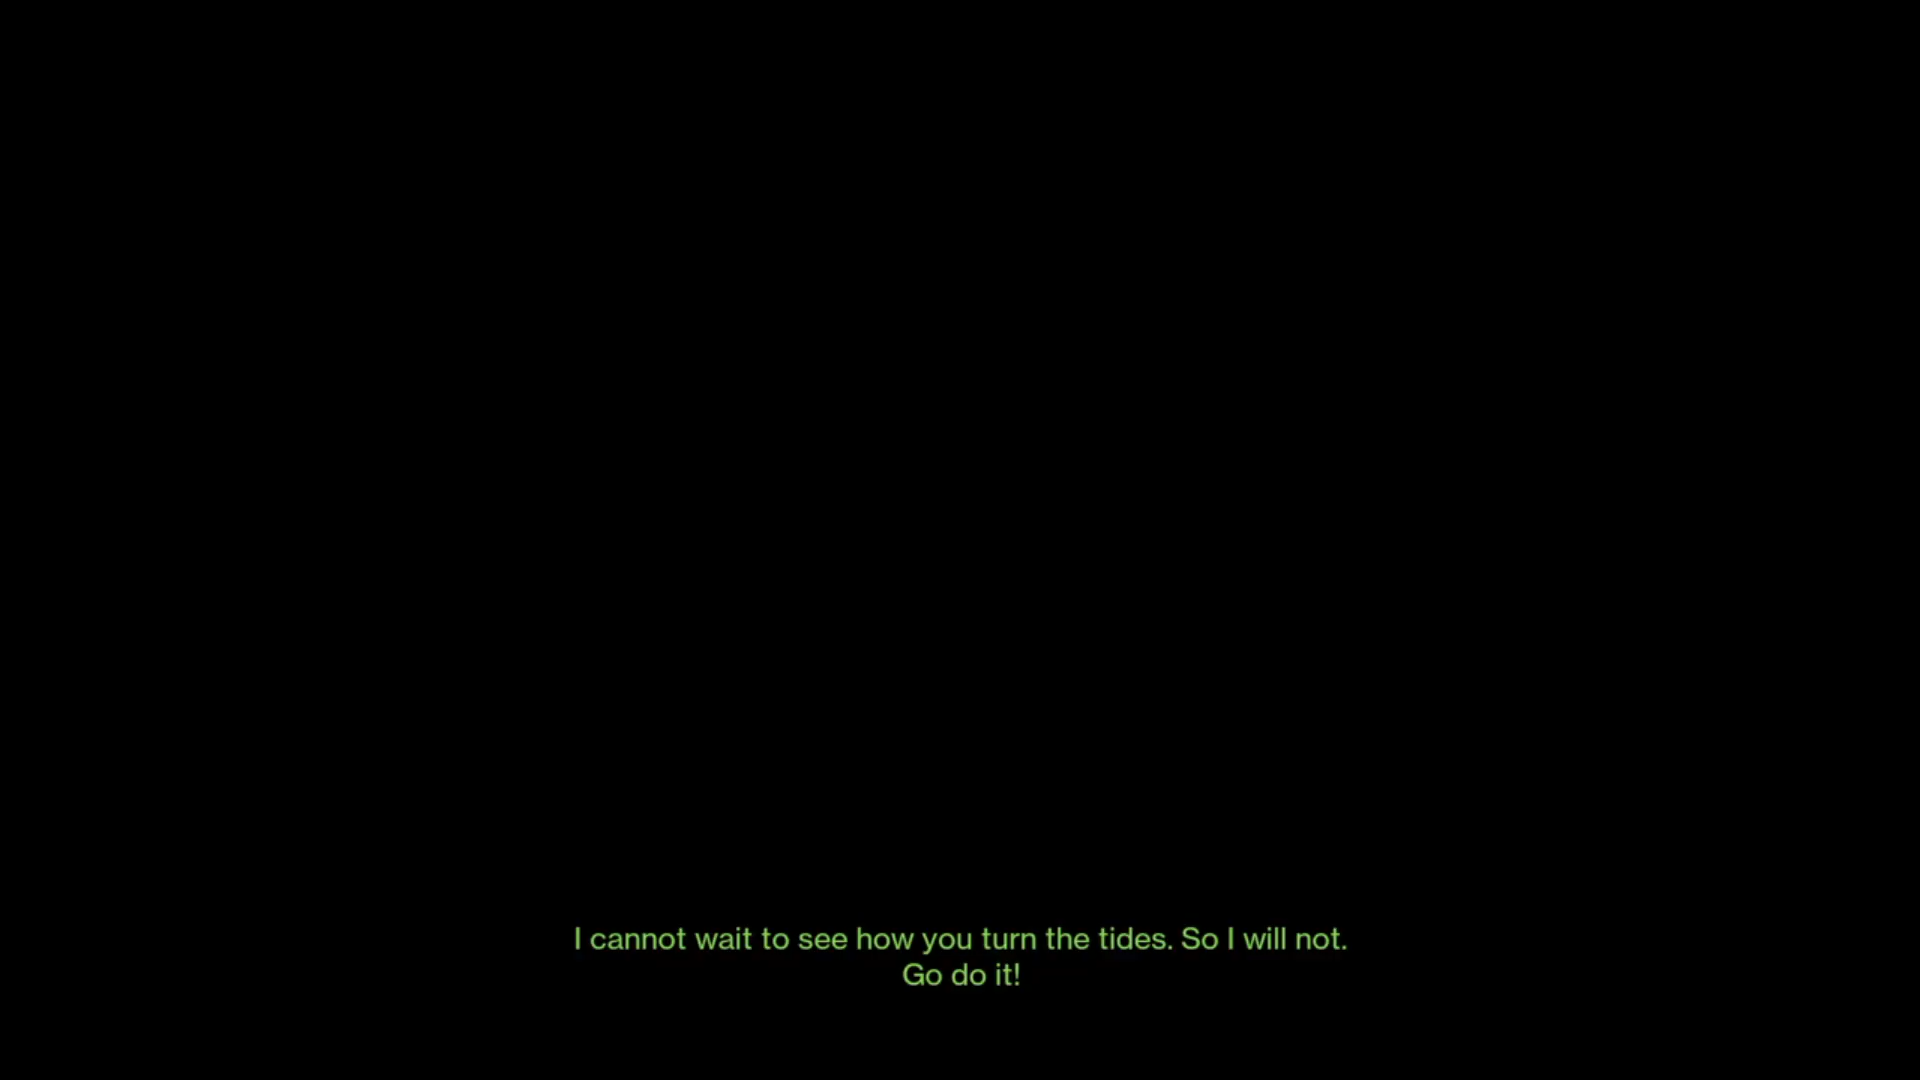 I cannot wait to see how you turn the tides. So I will not.
Go do it!